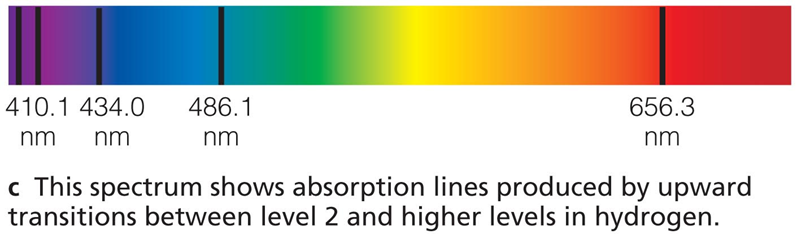 410.1 434.0 486.1 656.3
nm nm nm nm
c This spectrum shows absorption lines produced by upward
transitions between level 2 and higher levels in hydrogen.